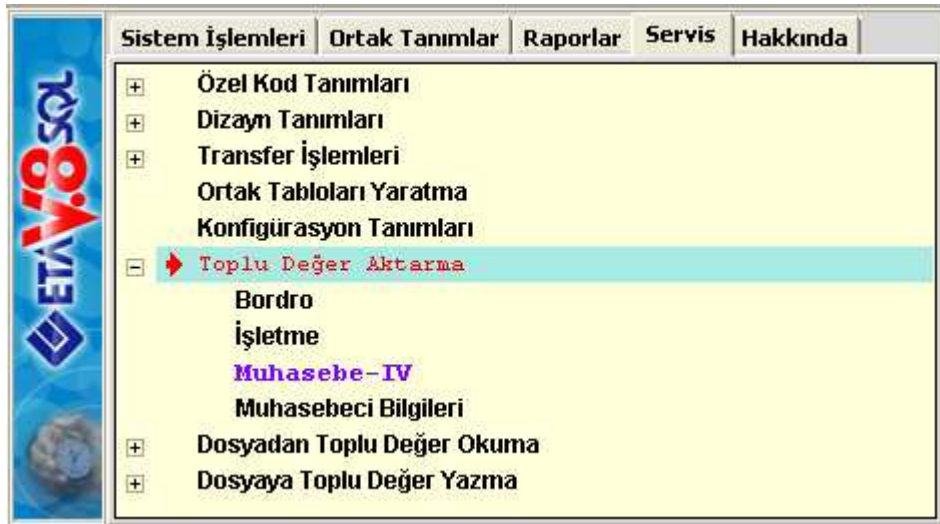 Sistem İşlemleri Ortak Tanımlar Raporlar Servis Hakkında
Özel Kod Tanımları
Dizayn Tanımları
Transfer İşlemleri
Ortak Tabloları Yaratma
Konfigürasyon Tanımları
Toplu Değer Aktarma
Bordro
İşletme
Muhasebe-IV
Muhasebeci Bilgileri
Dosyadan Toplu Değer Okuma
Dosyaya Toplu Değer Yazma
ETA V.8 SQL